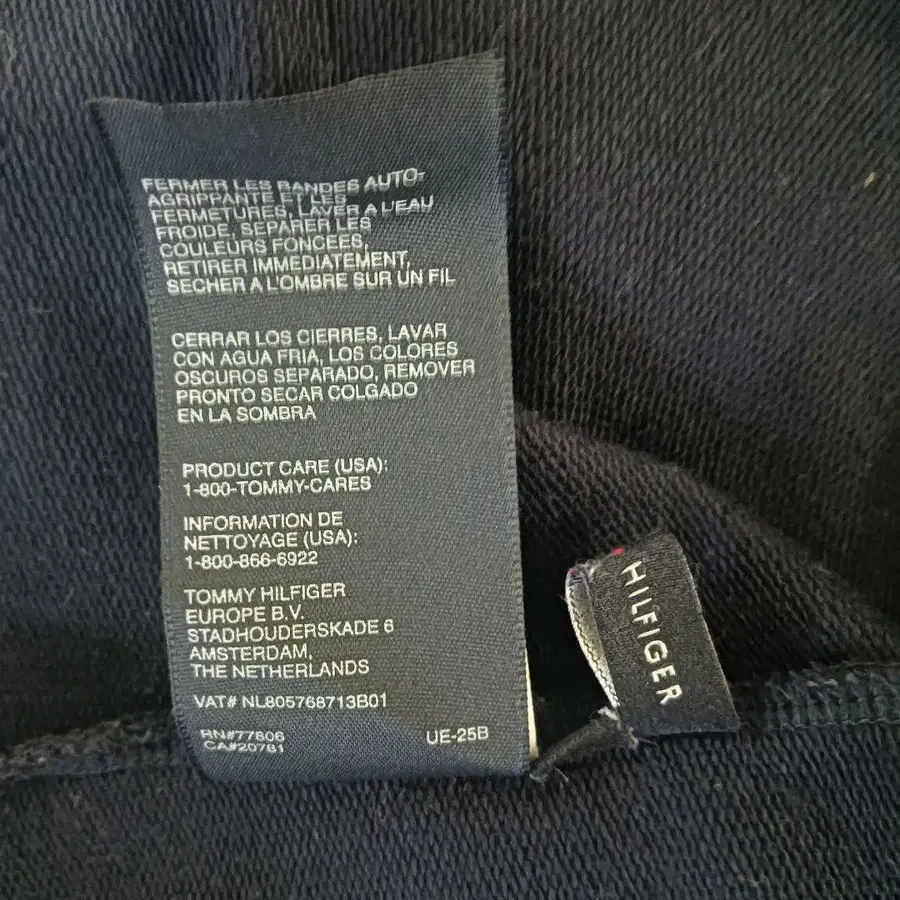 FERMER LES BANDES AUTO-
AGRIPPANTE ET LES
FERMETURES, LAVER A L'EAU
FROIDE, SEPARER LES
COULEURS FONCEES,
RETIRER IMMEDIATEMENT,
SECHER A L'OMBRE SUR UN FIL
CERRAR LOS CIERRES, LAVAR
CON AGUA FRIA, LOS COLORES
OSCUROS SEPARADO, REMOVER
PRONTO SECAR COLGADO
EN LA SOMBRA
PRODUCT CARE (USA):
1-800-TOMMY-CARES
INFORMATION DE
NETTOYAGE (USA):
1-800-866-6922
TOMMY HILFIGER
EUROPE B.V.
STADHOUDERSKADE 6
AMSTERDAM,
THE NETHERLANDS
VAT# NL805768713B01
RN#77806
CA#20781
UE-25B
HILFIGER